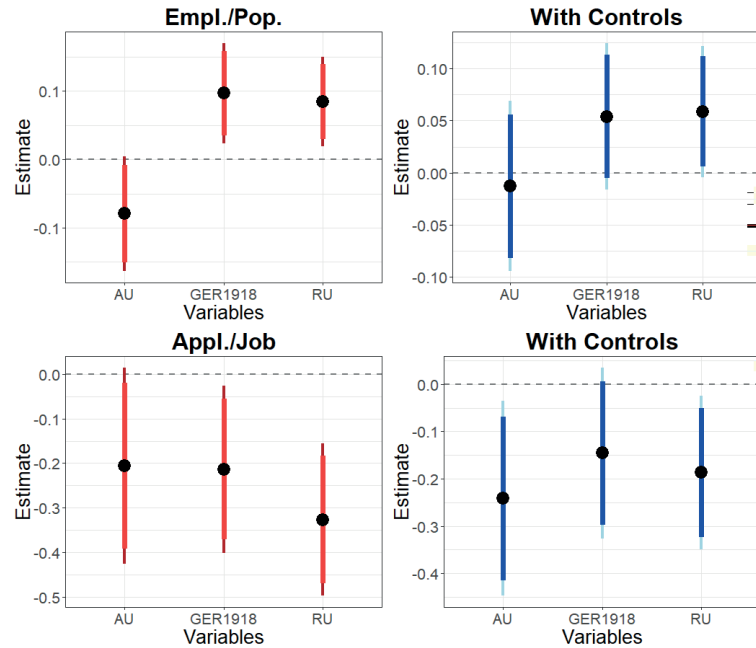 Empl./Pop.
Estimate
0.1
0.0
-0.1
AU GER1918 RU
Variables
With Controls
Estimate
0.10
0.05
0.00
-0.05
-0.10
AU GER1918 RU
Variables
Appl./Job
Estimate
0.0
-0.1
-0.2
-0.3
-0.4
-0.5
AU GER1918 RU
Variables
With Controls
Estimate
0.0
-0.1
-0.2
-0.3
-0.4
AU GER1918 RU
Variables